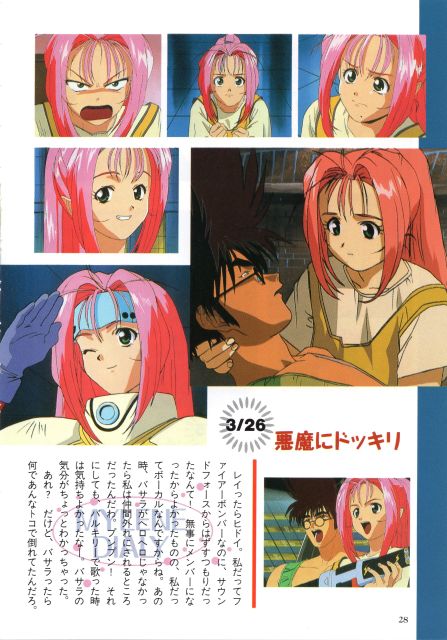 3/26
悪魔にドッキリ
レイったらヒドイ。私だってフ
ァイアーボンバーなのに、サウン
ドフォースからはずすつもりだっ
たなんて! 無事にメンバーにな
ったからよかったものの、私だっ
てボーカルなんですからね。あの
時、バサラがヘロヘロじゃなかっ
たら私は仲間外れにされるところ
だったんだわ。プンプン! それ
にしても、バルキリーで歌った時
は気持ちよかったな! バサラの
気分がちょっとわかっちゃった。
あれ? だけど、バサラったら
何であんなトコで倒れてたんだろ。
MYLENE
DIARY
28